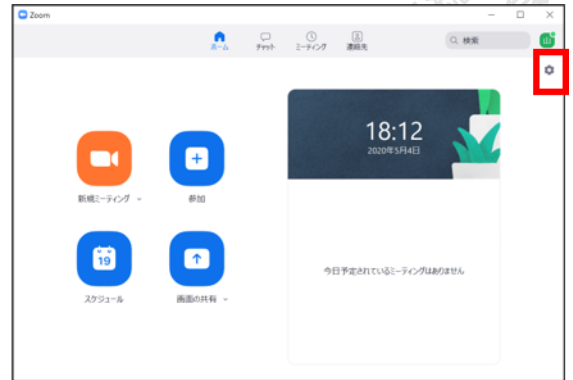 Zoom
ホーム
チャット
ミーティング
連絡先
検索
山
18:12
2020年5月4日
新規ミーティング
参加
19
スケジュール
画面の共有
今日予定されているミーティングはありません